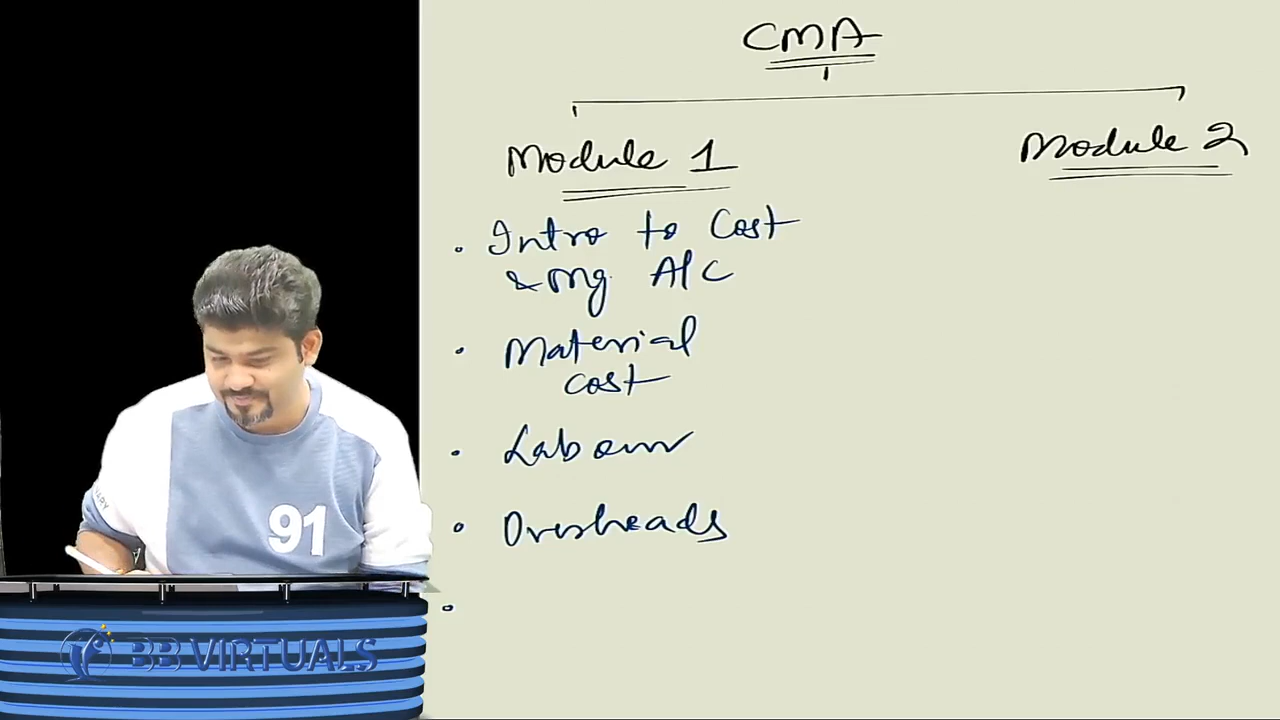 CMA
Module 1
Module 2
• Intro to Cost
& Mg A/C
• Material
cost
• Labour
• Overheads
•
91
BB VIRTUALS